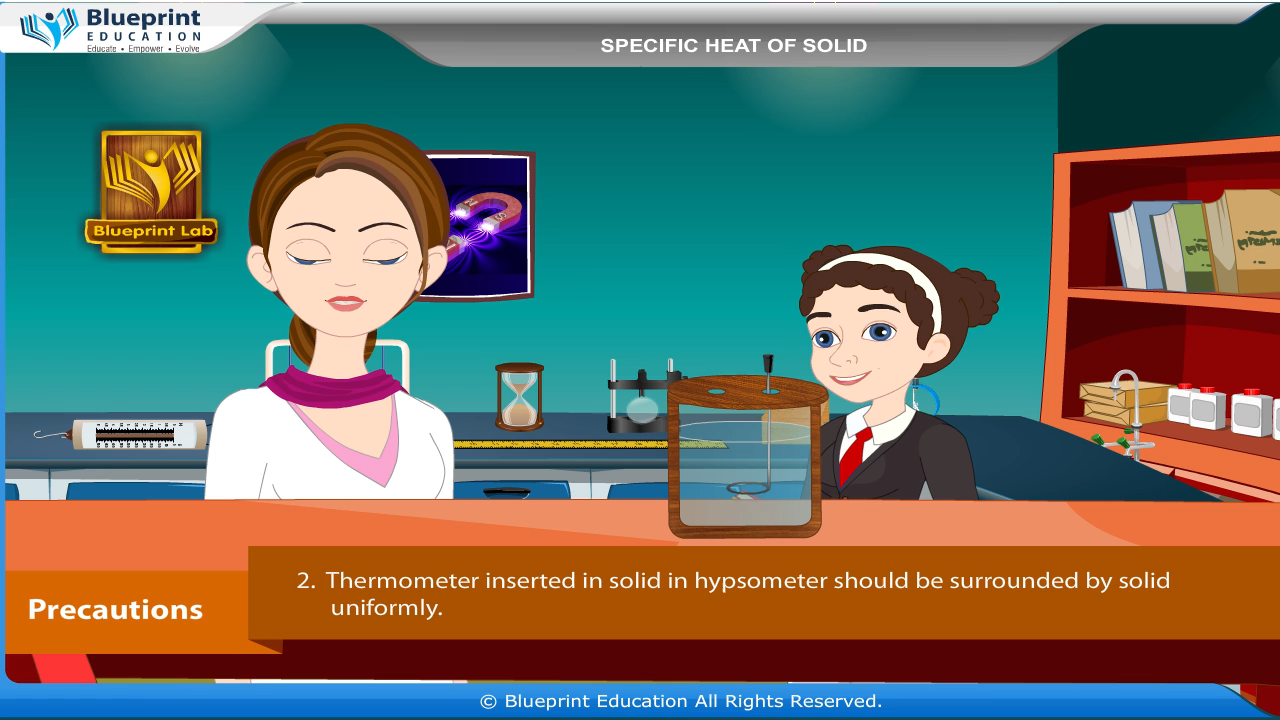 Blueprint
EDUCATION
Educate • Empower • Evolve
SPECIFIC HEAT OF SOLID
Blueprint Lab
2. Thermometer inserted in solid in hypsometer should be surrounded by solid
uniformly.
Precautions
© Blueprint Education All Rights Reserved.